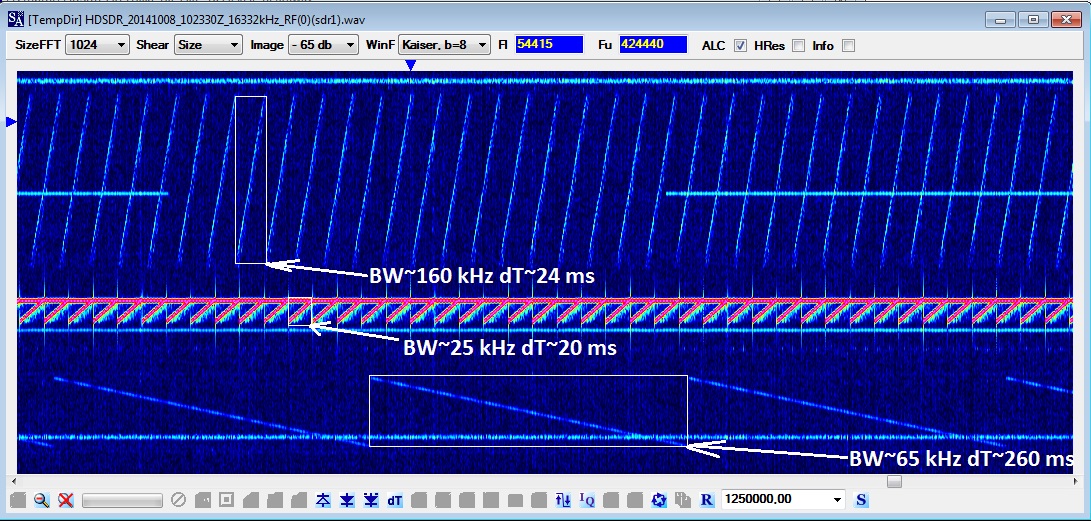 SA [TempDir] HDSDR_20141008_102330Z_16332kHz_RF(0)(sdr1).wav
SizeFFT 1024 Shear Size Image - 65 db WinF Kaiser, b=8 Fl 54415 Fu 424440 ALC HRes Info
BW~160 kHz dT~24 ms
BW~25 kHz dT~20 ms
BW~65 kHz dT~260 ms
dT I Q R 1250000,00 S